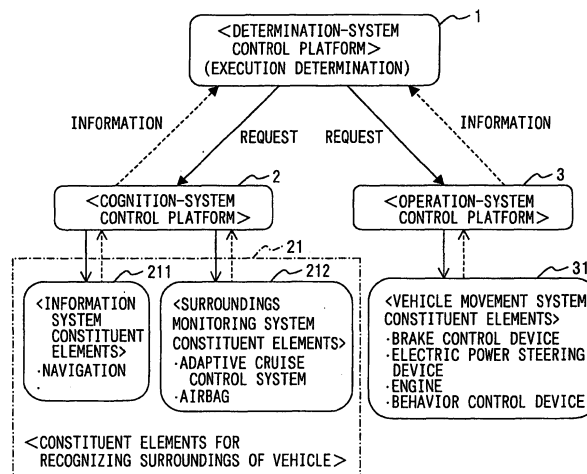 1
<DETERMINATION-SYSTEM
CONTROL PLATFORM>
(EXECUTION DETERMINATION)
INFORMATION
REQUEST
REQUEST
INFORMATION
2
<COGNITION-SYSTEM
CONTROL PLATFORM>
3
<OPERATION-SYSTEM
CONTROL PLATFORM>
21
211
<INFORMATION
SYSTEM
CONSTITUENT
ELEMENTS>
·NAVIGATION
212
<SURROUNDINGS
MONITORING SYSTEM
CONSTITUENT ELEMENTS>
·ADAPTIVE CRUISE
CONTROL SYSTEM
·AIRBAG
31
<VEHICLE MOVEMENT SYSTEM
CONSTITUENT ELEMENTS>
·BRAKE CONTROL DEVICE
·ELECTRIC POWER STEERING
DEVICE
·ENGINE
·BEHAVIOR CONTROL DEVICE
<CONSTITUENT ELEMENTS FOR
RECOGNIZING SURROUNDINGS OF VEHICLE>